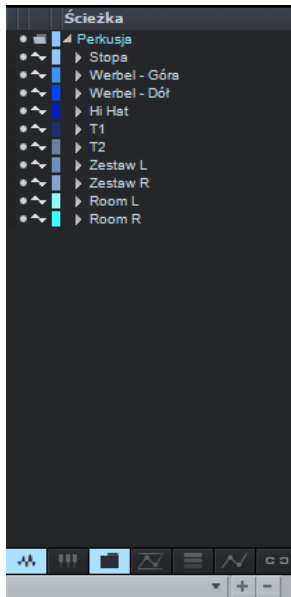 Ścieżka
Perkusja
Stopa
Werbel - Góra
Werbel - Dół
Hi Hat
T1
T2
Zestaw L
Zestaw R
Room L
Room R